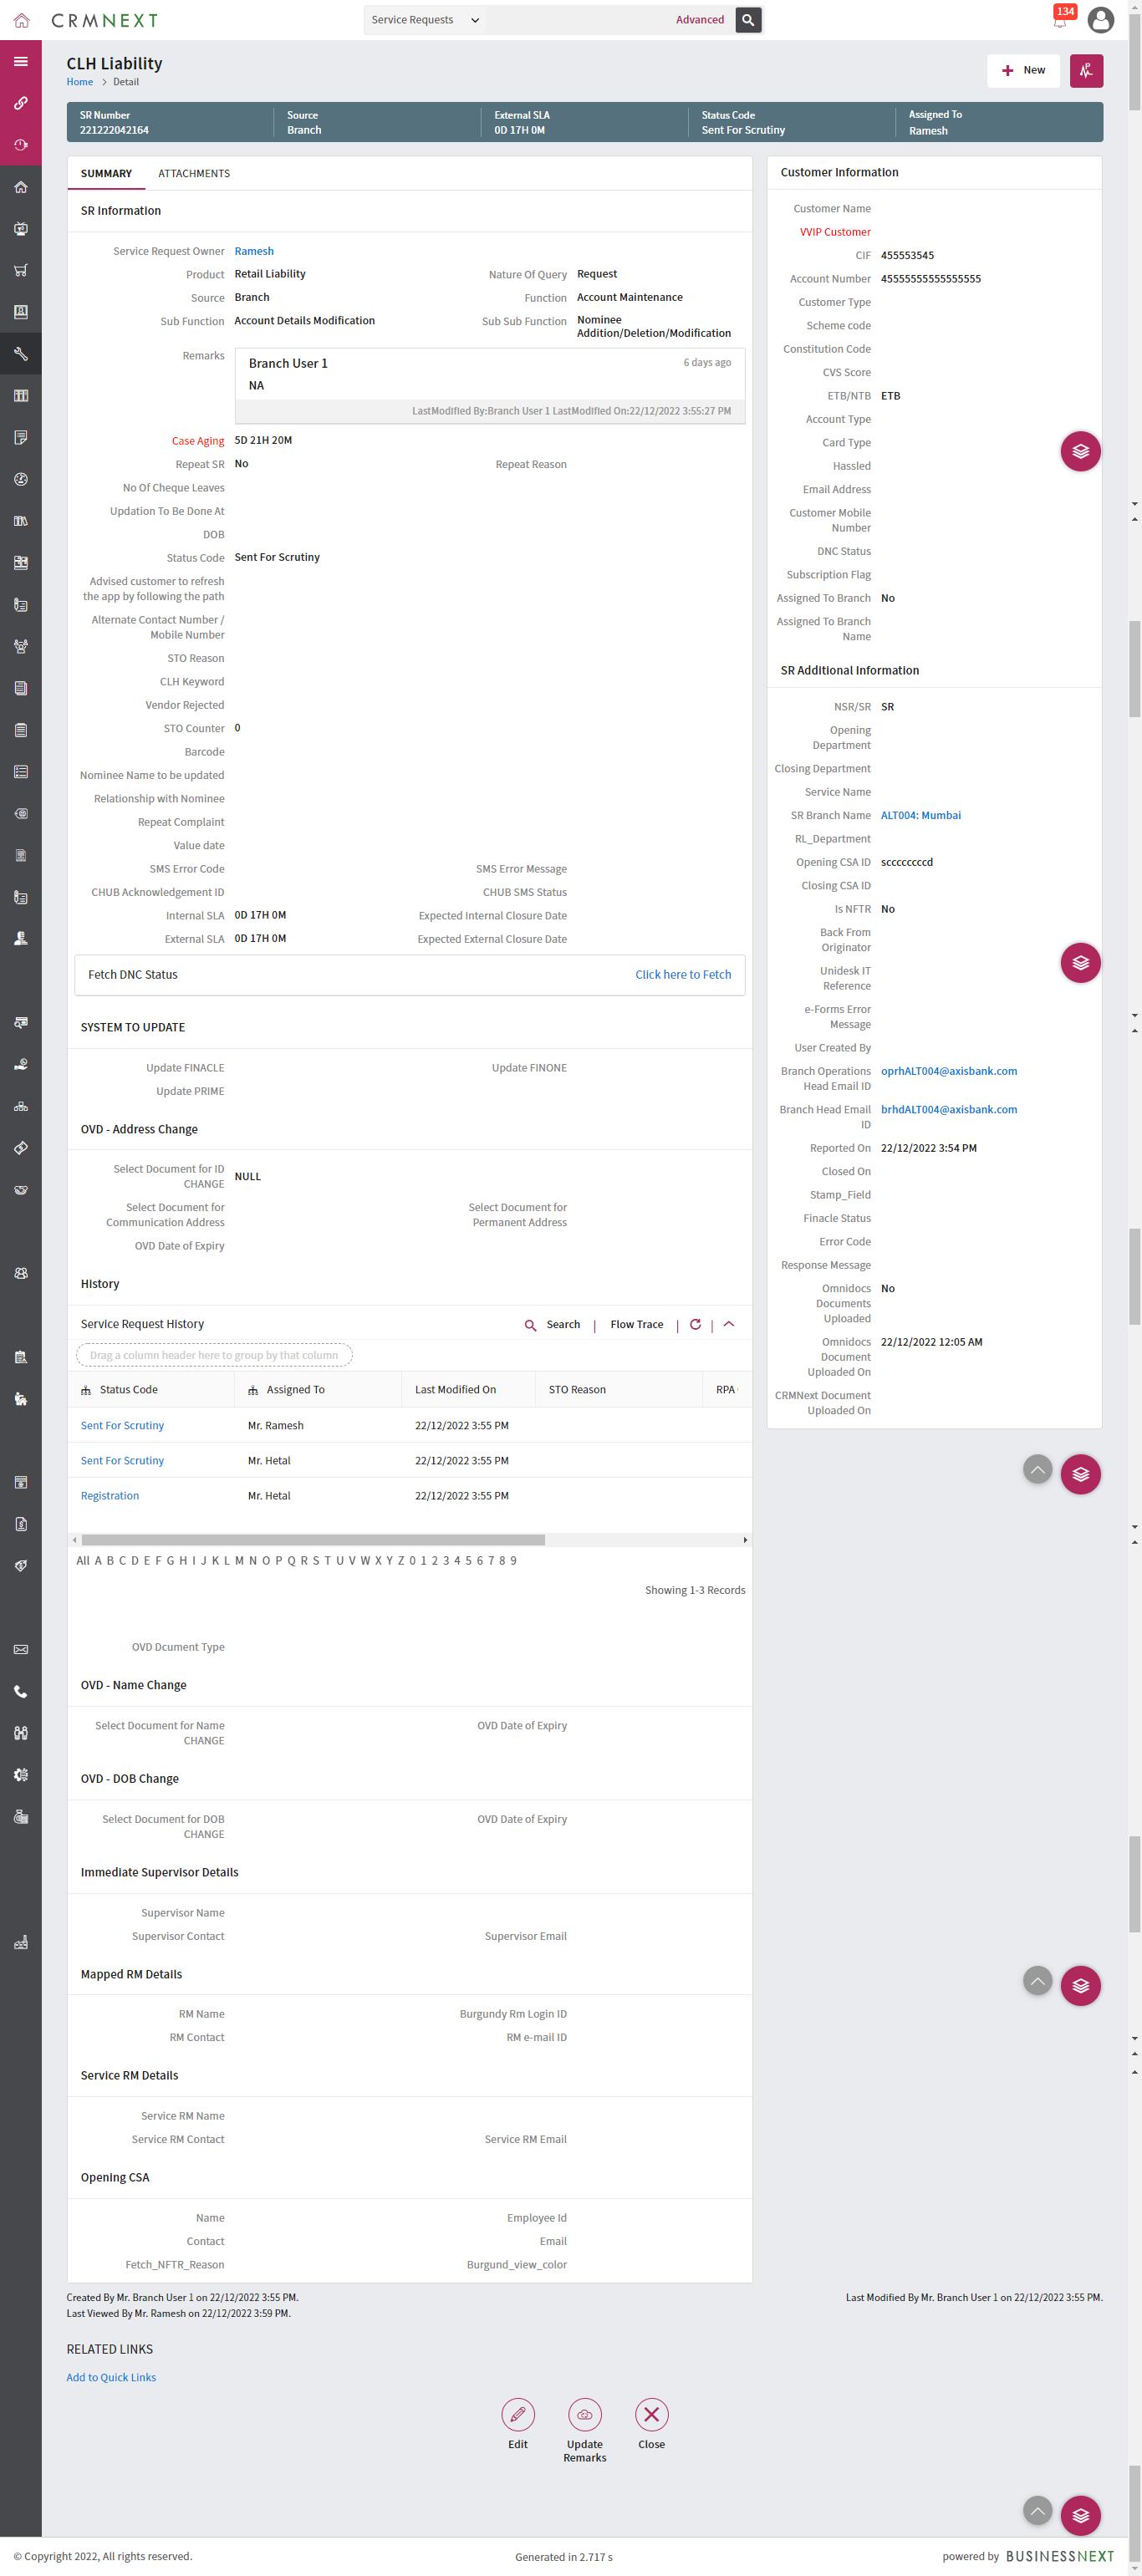 CRMNEXT
Service Requests
Advanced
134
CLH Liability
Home > Detail
New
SR Number
221222042164
Source
Branch
External SLA
0D 17H 0M
Status Code
Sent For Scrutiny
Assigned To
Ramesh
SUMMARY ATTACHMENTS
SR Information
Service Request Owner Ramesh
Product Retail Liability Nature Of Query Request
Source Branch Function Account Maintenance
Sub Function Account Details Modification Sub Sub Function Nominee
Addition/Deletion/Modification
Remarks
Branch User 1 6 days ago
NA
LastModified By:Branch User 1 LastModified On:22/12/2022 3:55:27 PM
Case Aging 5D 21H 20M
Repeat SR No Repeat Reason
No Of Cheque Leaves
Updation To Be Done At
DOB
Status Code Sent For Scrutiny
Advised customer to refresh
the app by following the path
Alternate Contact Number /
Mobile Number
STO Reason
CLH Keyword
Vendor Rejected
STO Counter 0
Barcode
Nominee Name to be updated
Relationship with Nominee
Repeat Complaint
Value date
SMS Error Code SMS Error Message
CHUB Acknowledgement ID CHUB SMS Status
Internal SLA 0D 17H 0M Expected Internal Closure Date
External SLA 0D 17H 0M Expected External Closure Date
Fetch DNC Status Click here to Fetch
SYSTEM TO UPDATE
Update FINACLE Update FINONE
Update PRIME
OVD - Address Change
Select Document for ID
CHANGE NULL
Select Document for
Communication Address
Select Document for
Permanent Address
OVD Date of Expiry
History
Service Request History Search | Flow Trace | |
Drag a column header here to group by that column
Status Code Assigned To Last Modified On STO Reason RPA
Sent For Scrutiny Mr. Ramesh 22/12/2022 3:55 PM
Sent For Scrutiny Mr. Hetal 22/12/2022 3:55 PM
Registration Mr. Hetal 22/12/2022 3:55 PM
All A B C D E F G H I J K L M N O P Q R S T U V W X Y Z 0 1 2 3 4 5 6 7 8 9
Showing 1-3 Records
OVD Dcument Type
OVD - Name Change
Select Document for Name
CHANGE
OVD Date of Expiry
OVD - DOB Change
Select Document for DOB
CHANGE
OVD Date of Expiry
Immediate Supervisor Details
Supervisor Name
Supervisor Contact Supervisor Email
Mapped RM Details
RM Name Burgundy Rm Login ID
RM Contact RM e-mail ID
Service RM Details
Service RM Name
Service RM Contact Service RM Email
Opening CSA
Name Employee Id
Contact Email
Fetch_NFTR_Reason Burgund_view_color
Customer Information
Customer Name
VVIP Customer
CIF 455553545
Account Number 45555555555555555
Customer Type
Scheme code
Constitution Code
CVS Score
ETB/NTB ETB
Account Type
Card Type
Hassled
Email Address
Customer Mobile
Number
DNC Status
Subscription Flag
Assigned To Branch No
Assigned To Branch
Name
SR Additional Information
NSR/SR SR
Opening
Department
Closing Department
Service Name
SR Branch Name ALT004: Mumbai
RL_Department
Opening CSA ID scccccccccd
Closing CSA ID
Is NFTR No
Back From
Originator
Unidesk IT
Reference
e-Forms Error
Message
User Created By
Branch Operations
Head Email ID oprhALT004@axisbank.com
Branch Head Email
ID brhdALT004@axisbank.com
Reported On 22/12/2022 3:54 PM
Closed On
Stamp_Field
Finacle Status
Error Code
Response Message
Omnidocs
Documents
Uploaded No
Omnidocs
Document
Uploaded On 22/12/2022 12:05 AM
CRMNext Document
Uploaded On
Created By Mr. Branch User 1 on 22/12/2022 3:55 PM. Last Modified By Mr. Branch User 1 on 22/12/2022 3:55 PM.
Last Viewed By Mr. Ramesh on 22/12/2022 3:59 PM.
RELATED LINKS
Add to Quick Links
Edit
Update
Remarks
Close
© Copyright 2022, All rights reserved. Generated in 2.717 s powered by BUSINESSNEXT